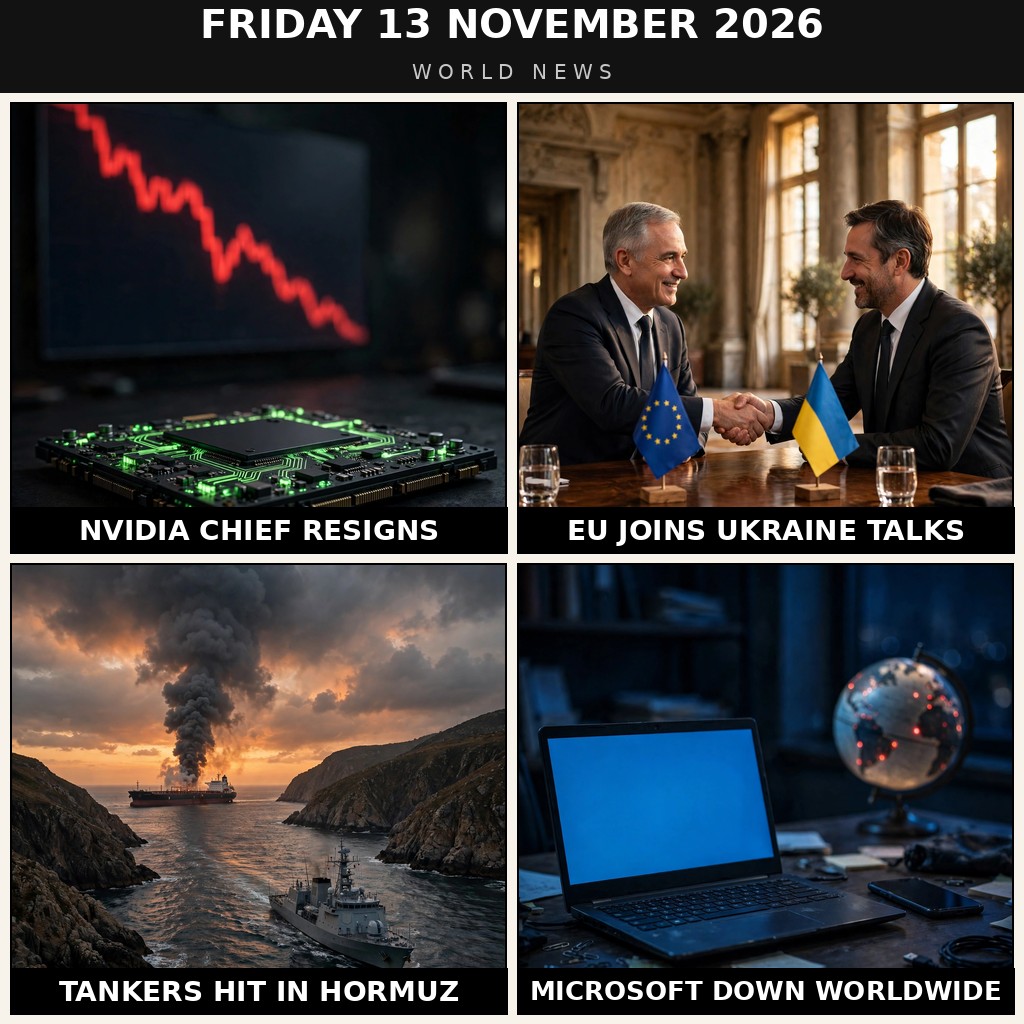 FRIDAY 13 NOVEMBER 2026
WORLD NEWS
NVIDIA CHIEF RESIGNS
EU JOINS UKRAINE TALKS
TANKERS HIT IN HORMUZ
MICROSOFT DOWN WORLDWIDE